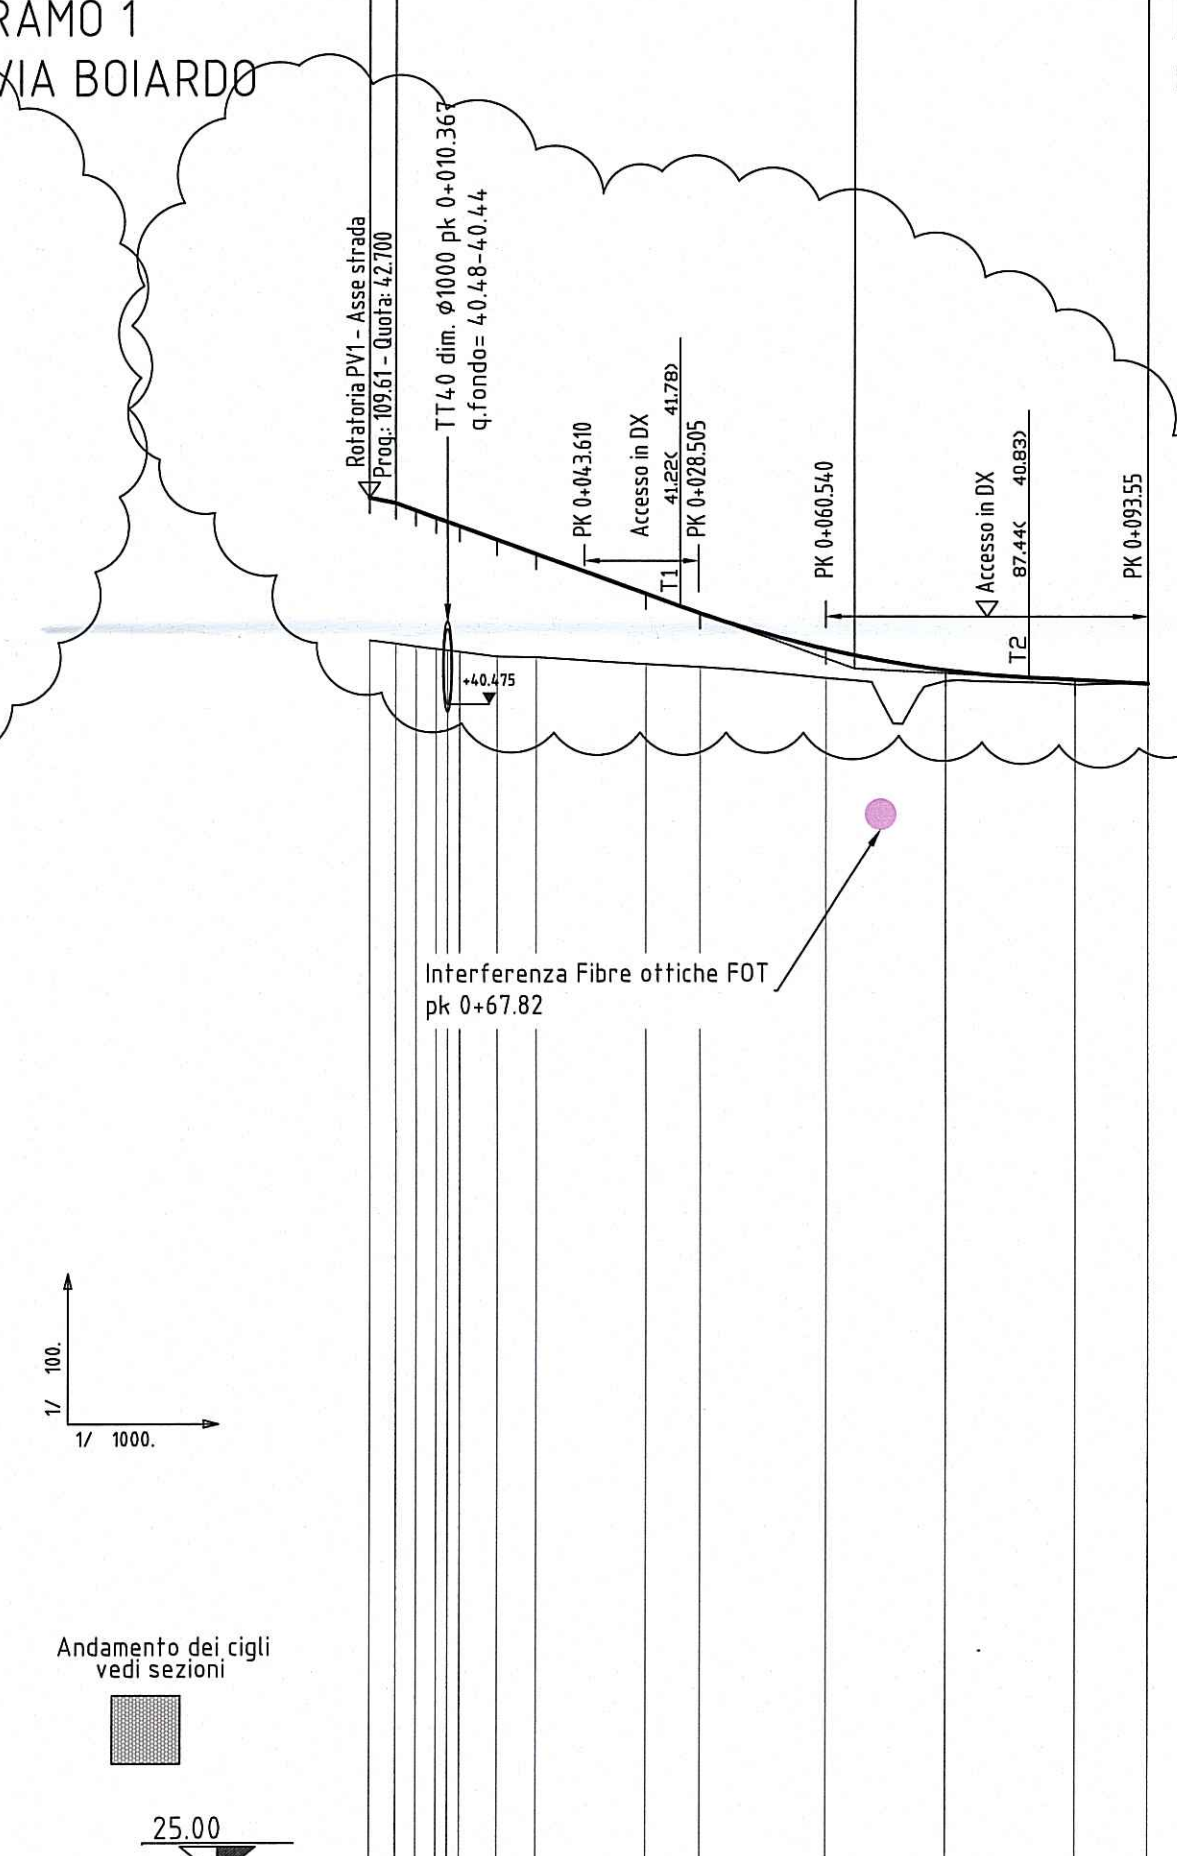 RAMO 1
VIA BOIARDO
Rotatoria PV1 - Asse strada
Prog.: 109.61 - Quota: 42.700
TT40 dim. ϕ1000 pk 0+010.367
q.fondo= 40.48-40.44
PK 0+043.610
Accesso in DX
41.22< 41.78>
T1
PK 0+028.505
PK 0+060.540
Accesso in DX
87.44< 40.83>
T2
PK 0+093.55
+40.475
Interferenza Fibre ottiche FOT
pk 0+67.82
1/ 100.
1/ 1000.
Andamento dei cigli
vedi sezioni
25.00